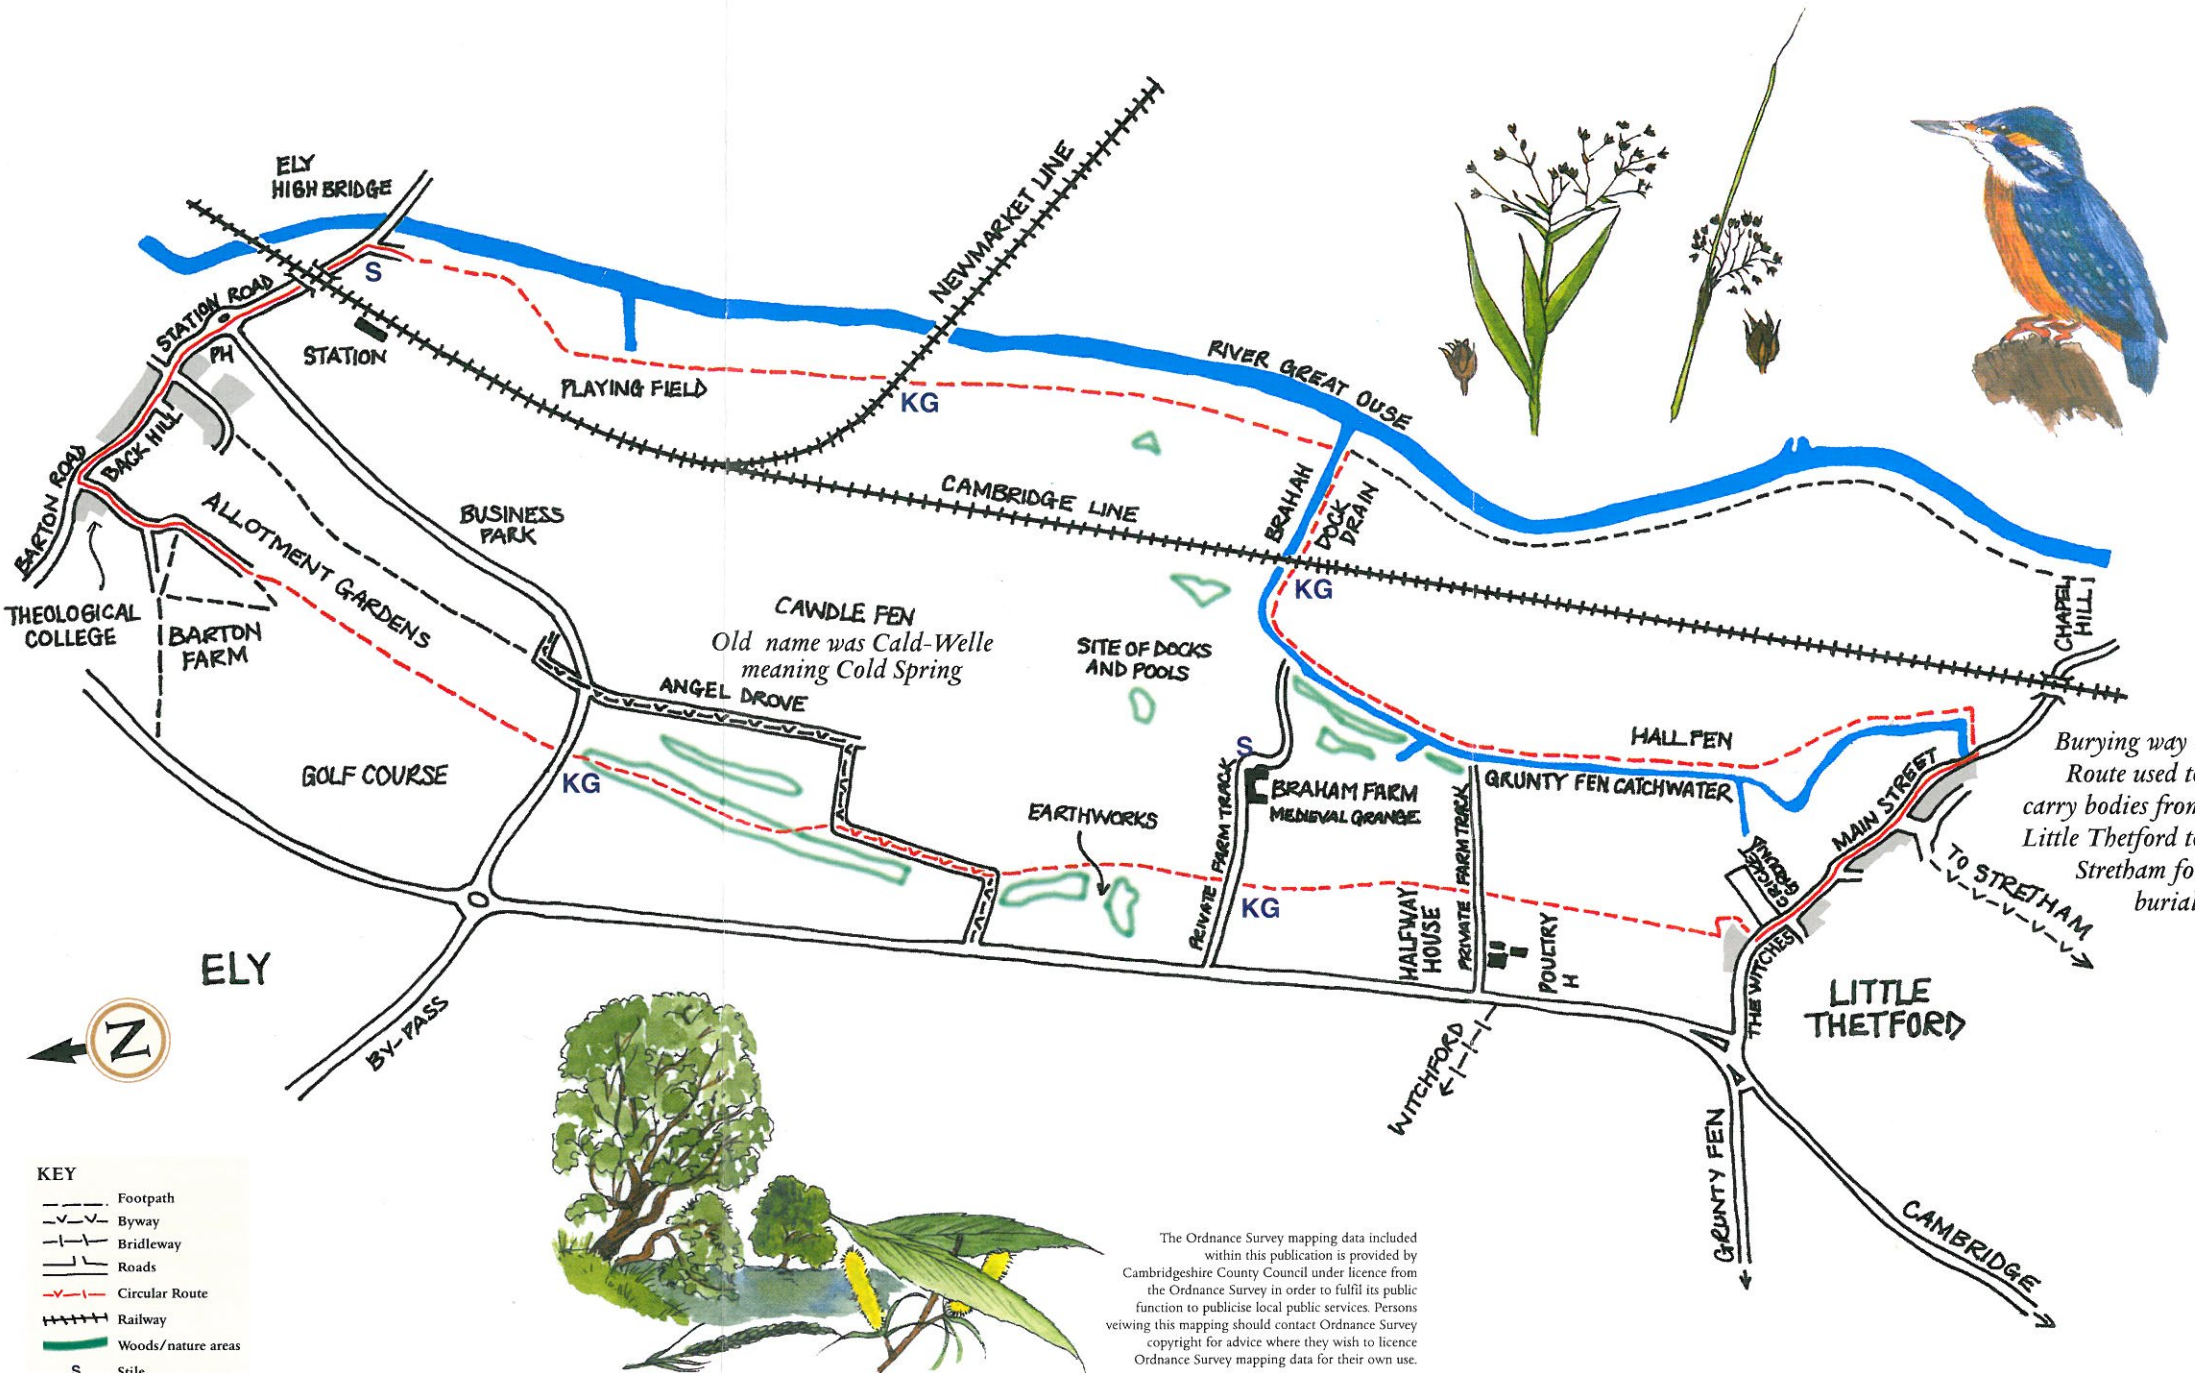 ELY
HIGH BRIDGE
NEWMARKET LINE
STATION ROAD
S
PH
STATION
PLAYING FIELD
KG
RIVER GREAT OUSE
BARTON ROAD
BACK HILL
ALLOTMENT GARDENS
BUSINESS
PARK
CAMBRIDGE LINE
BRAHAH
DOCK
DRAIN
KG
THEOLOGICAL
COLLEGE
BARTON
FARM
CAWDLE FEN
Old name was Cald-Welle
meaning Cold Spring
SITE OF DOCKS
AND POOLS
CHAPEL
HILL
ANGEL DROVE
GOLF COURSE
KG
S
HALL FEN
GRUNTY FEN CATCHWATER
BRAHAM FARM
MEDIEVAL GRANGE
EARTHWORKS
PRIVATE FARM TRACK
PRIVATE FARM TRCK
KG
HALFWAY
HOUSE
POULTRY
H
CRICKET
GROUND
MAIN STREET
TO STRETHAM
Burying way
Route used to
carry bodies from
Little Thetford to
Stretham fo
burial
THE WITCHES
LITTLE
THETFORD
ELY
N
BY-PASS
WITCHFORD
GRUNTY FEN
CAMBRIDGE
KEY
Footpath
Byway
Bridleway
Roads
Circular Route
Railway
Woods/nature areas
S Stile
The Ordnance Survey mapping data included
within this publication is provided by
Cambridgeshire County Council under licence from
the Ordnance Survey in order to fulfil its public
function to publicise local public services. Persons
veiwing this mapping should contact Ordnance Survey
copyright for advice where they wish to licence
Ordnance Survey mapping data for their own use.